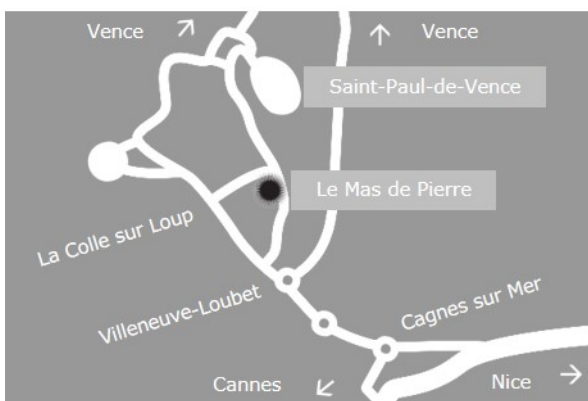 Vence
Vence
Saint-Paul-de-Vence
Le Mas de Pierre
La Colle sur Loup
Villeneuve-Loubet
Cagnes sur Mer
Cannes
Nice